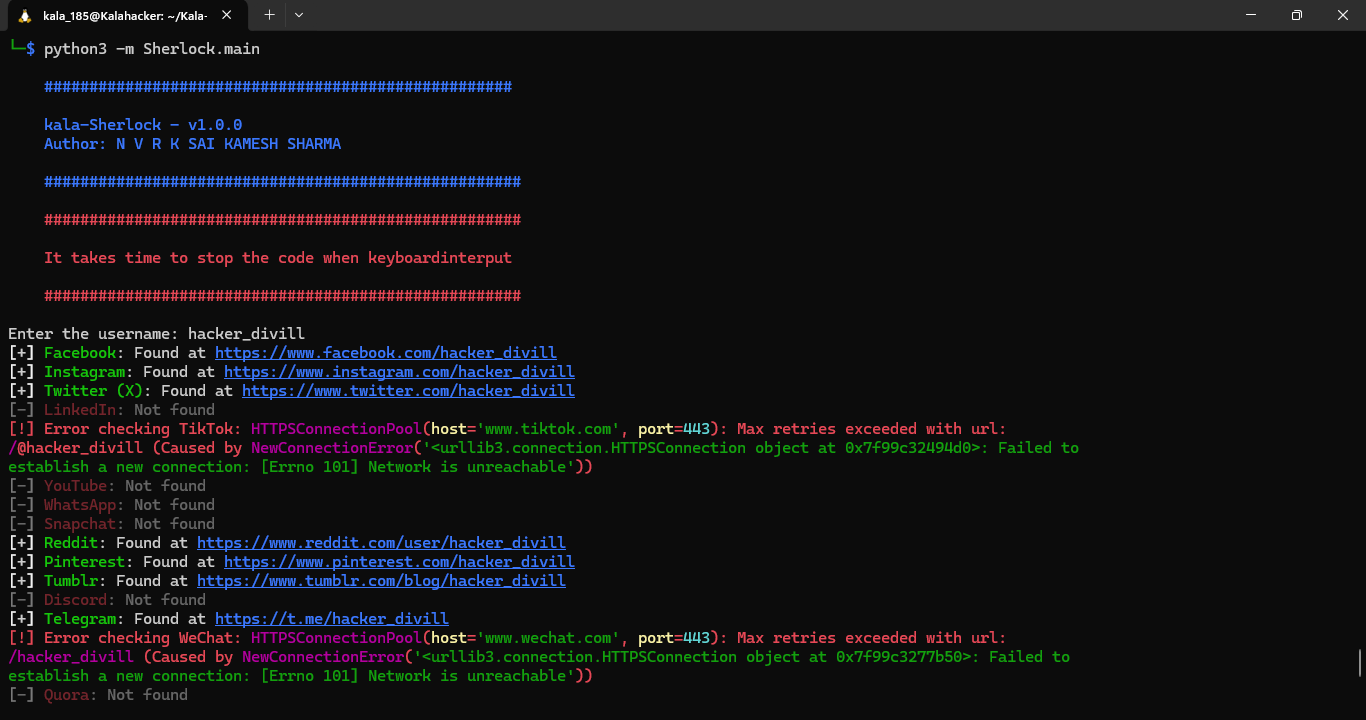 kala_185@Kalahacker: ~/Kala-
└─$ python3 -m Sherlock.main
####################################################
kala-Sherlock - v1.0.0
Author: N V R K SAI KAMESH SHARMA
#####################################################
#####################################################
It takes time to stop the code when keyboardinterput
#####################################################
Enter the username: hacker_divill
[+] Facebook: Found at https://www.facebook.com/hacker_divill
[+] Instagram: Found at https://www.instagram.com/hacker_divill
[+] Twitter (X): Found at https://www.twitter.com/hacker_divill
[-] LinkedIn: Not found
[!] Error checking TikTok: HTTPSConnectionPool(host='www.tiktok.com', port=443): Max retries exceeded with url:
/@hacker_divill (Caused by NewConnectionError('<urllib3.connection.HTTPSConnection object at 0x7f99c32494d0>: Failed to
establish a new connection: [Errno 101] Network is unreachable'))
[-] YouTube: Not found
[-] WhatsApp: Not found
[-] Snapchat: Not found
[+] Reddit: Found at https://www.reddit.com/user/hacker_divill
[+] Pinterest: Found at https://www.pinterest.com/hacker_divill
[+] Tumblr: Found at https://www.tumblr.com/blog/hacker_divill
[-] Discord: Not found
[+] Telegram: Found at https://t.me/hacker_divill
[!] Error checking WeChat: HTTPSConnectionPool(host='www.wechat.com', port=443): Max retries exceeded with url:
/hacker_divill (Caused by NewConnectionError('<urllib3.connection.HTTPSConnection object at 0x7f99c3277b50>: Failed to
establish a new connection: [Errno 101] Network is unreachable'))
[-] Quora: Not found